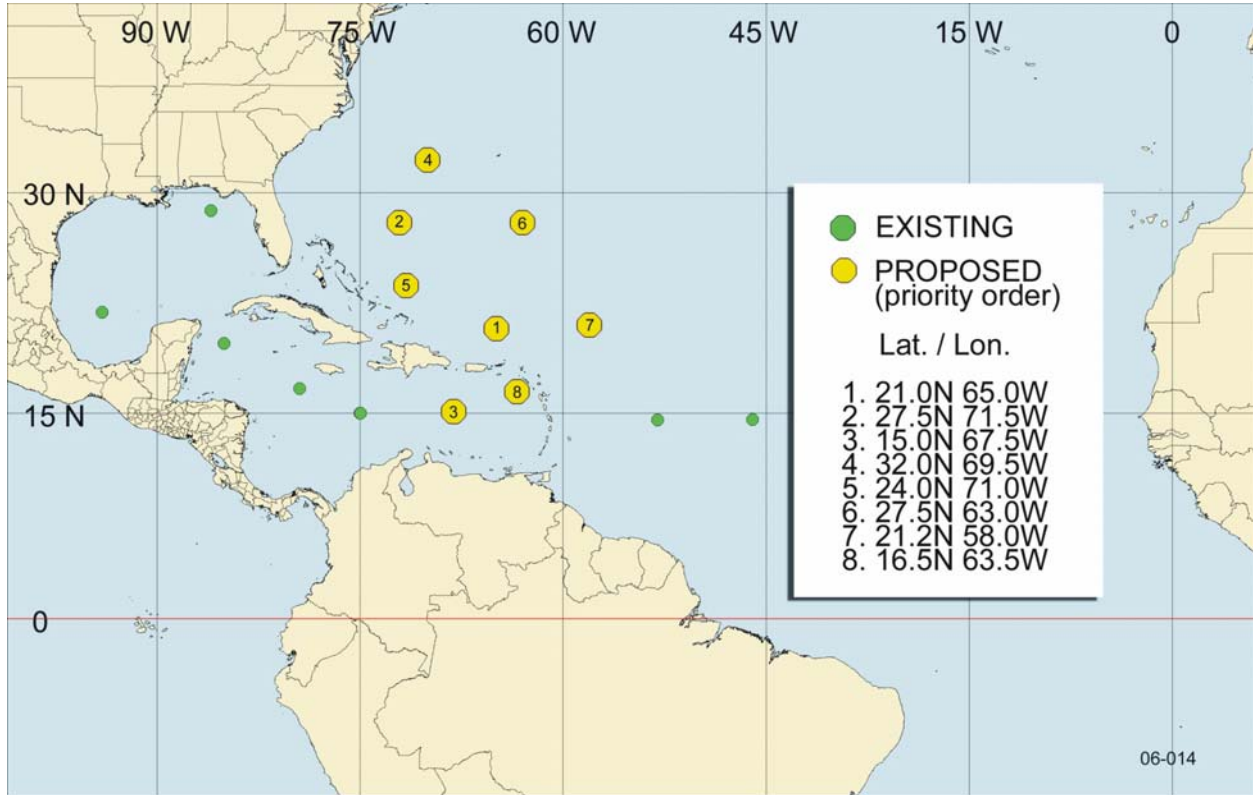 90 W 75 W 60 W 45 W 15 W 0
4
30 N
2
6
EXISTING
PROPOSED
(priority order)
5
1
7
Lat. / Lon.
8
3
15 N
1. 21.0N 65.0W
2. 27.5N 71.5W
3. 15.0N 67.5W
4. 32.0N 69.5W
5. 24.0N 71.0W
6. 27.5N 63.0W
7. 21.2N 58.0W
8. 16.5N 63.5W
0
06-014